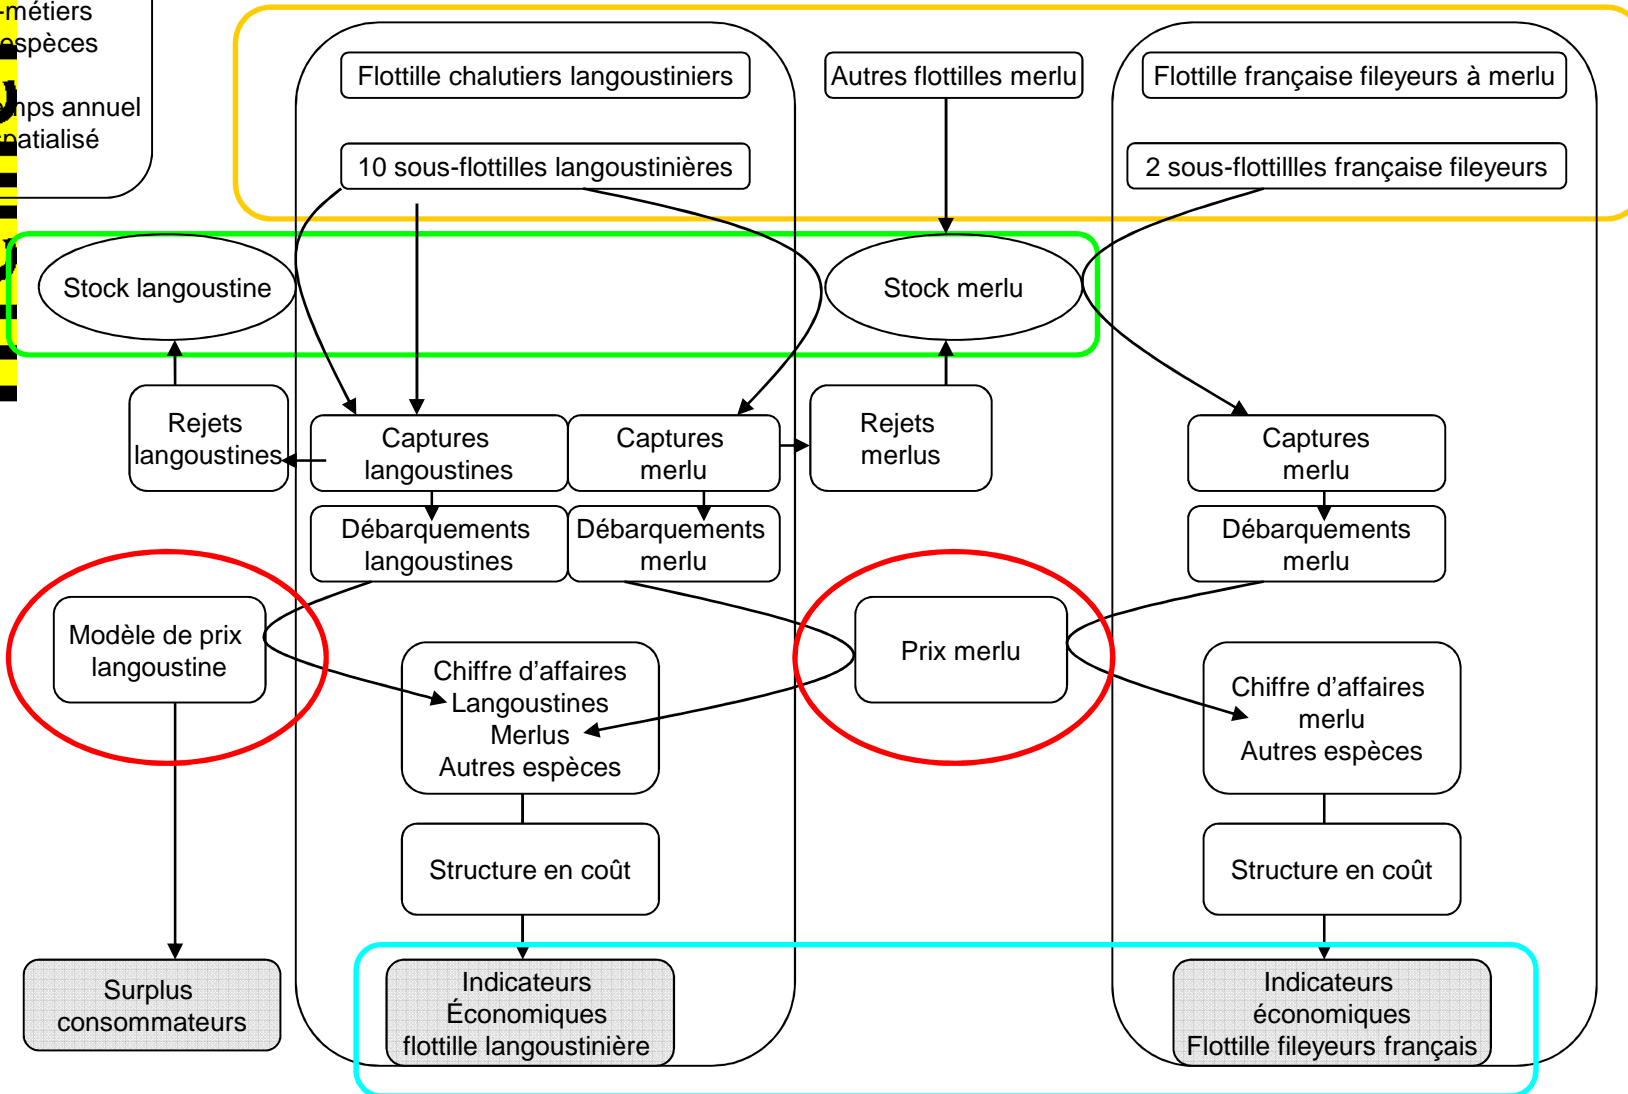 -métiers
espèces
annuel
Flottille chalutiers langoustiniers
Autres flottilles merlu
Flottille française fileyeurs à merlu
10 sous-flottilles langoustinières
2 sous-flottillles française fileyeurs
Stock langoustine
Stock merlu
Rejets
langoustines
Captures
langoustines
Captures
merlu
Rejets
merlus
Captures
merlu
Débarquements
langoustines
Débarquements
merlu
Débarquements
merlu
Modèle de prix
langoustine
Chiffre d’affaires
Langoustines
Merlus
Autres espèces
Prix merlu
Chiffre d’affaires
merlu
Autres espèces
Structure en coût
Structure en coût
Surplus
consommateurs
Indicateurs
Économiques
flottille langoustinière
Indicateurs
économiques
Flottille fileyeurs français